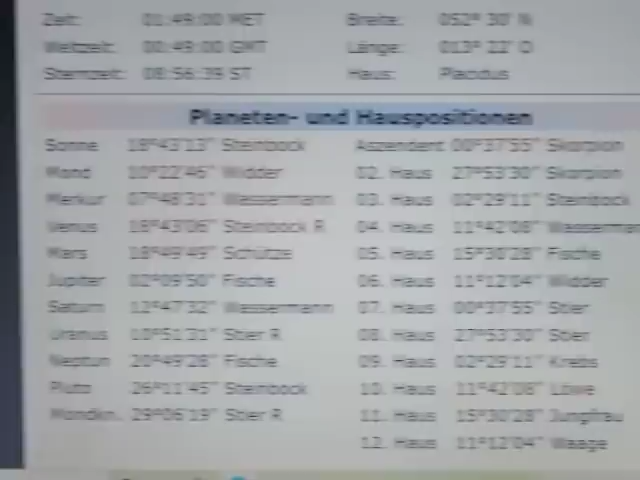 Zeit: 01:49:00 MET Breite: 052° 30' N
Weltzeit: 00:49:00 GMT Länge: 013° 22' O
Sternzeit: 08:56:39 ST Haus: Placidus
Planeten- und Hauspositionen
Sonne 18°43'13" Steinbock Aszendent 00°37'55" Skorpion
Mond 10°22'46" Widder 02. Haus 27°53'30" Skorpion
Merkur 07°48'31" Wassermann 03. Haus 02°29'11" Steinbock
Venus 18°43'06" Steinbock R 04. Haus 11°42'08" Wasserman
Mars 18°49'49" Schütze 05. Haus 15°30'28" Fische
Jupiter 02°09'50" Fische 06. Haus 11°12'04" Widder
Saturn 12°47'32" Wassermann 07. Haus 00°37'55" Stier
Uranus 10°51'21" Stier R 08. Haus 27°53'30" Stier
Neptun 20°49'28" Fische 09. Haus 02°29'11" Krebs
Pluto 26°11'45" Steinbock 10. Haus 11°42'08" Löwe
Mondkn. 29°06'19" Stier R 11. Haus 15°30'28" Jungfrau
12. Haus 11°12'04" Waage